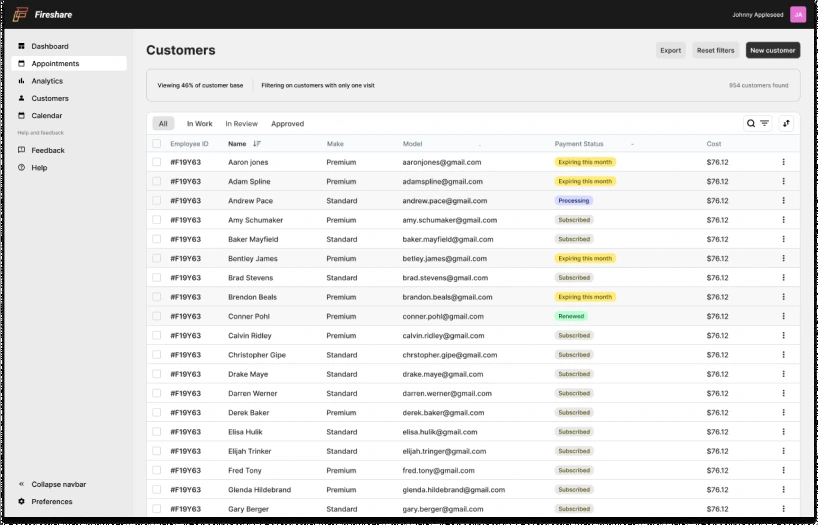 Fireshare
Johnny Appleseed JA
Dashboard
Appointments
Analytics
Customers
Calendar
Help and feedback
Feedback
Help
Collapse navbar
Preferences
Customers
Export Reset filters New customer
Viewing 46% of customer base Filtering on customers with only one visit 954 customers found
All In Work In Review Approved
Employee ID Name Make Model Payment Status - Cost
#F19Y63 Aaron jones Premium aaronjones@gmail.com Expiring this month $76.12
#F19Y63 Adam Spline Premium adamspline@gmail.com Expiring this month $76.12
#F19Y63 Andrew Pace Standard andrew.pace@gmail.com Processing $76.12
#F19Y63 Amy Schumaker Premium amy.schumaker@gmail.com Subscribed $76.12
#F19Y63 Baker Mayfield Standard baker.mayfield@gmail.com Subscribed $76.12
#F19Y63 Bentley James Premium betley.james@gmail.com Expiring this month $76.12
#F19Y63 Brad Stevens Standard brad.stevens@gmail.com Subscribed $76.12
#F19Y63 Brendon Beals Premium brandon.beals@gmail.com Expiring this month $76.12
#F19Y63 Conner Pohl Premium conner.pohl@gmail.com Renewed $76.12
#F19Y63 Calvin Ridley Premium calvin.ridley@gmail.com Subscribed $76.12
#F19Y63 Christopher Gipe Standard chrstopher.gipe@gmail.com Subscribed $76.12
#F19Y63 Drake Maye Standard drake.maye@gmail.com Subscribed $76.12
#F19Y63 Darren Werner Standard darren.werner@gmail.com Subscribed $76.12
#F19Y63 Derek Baker Premium derek.baker@gmail.com Subscribed $76.12
#F19Y63 Elisa Hulik Standard elisa.hulik@gmail.com Subscribed $76.12
#F19Y63 Elijah Trinker Standard elijah.tringer@gmail.com Subscribed $76.12
#F19Y63 Fred Tony Premium fred.tony@gmail.com Subscribed $76.12
#F19Y63 Glenda Hildebrand Premium glenda.hildebrand@gmail.com Subscribed $76.12
#F19Y63 Gary Berger Standard gary.berger@gmail.com Subscribed $76.12